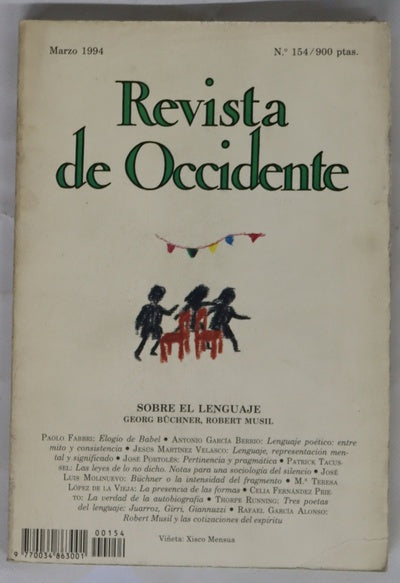 Marzo 1994
N.º 154/900 ptas.
Revista
de Occidente
SOBRE EL LENGUAJE
GEORG BÜCHNER, ROBERT MUSIL
PAOLO FABBRI: Elogio de Babel • ANTONIO GARCÍA BERRIO: Lenguaje poético: entre
mito y consistencia • JESÚS MARTÍNEZ VELASCO: Lenguaje, representación men-
tal y significado • JOSÉ PORTOLÉS: Pertinencia y pragmática • PATRICK TACUS-
SEL: Las leyes de lo no dicho. Notas para una sociología del silencio • JOSÉ
LUIS MOLINUEVO: Büchner o la intensidad del fragmento • M.ª TERESA
LÓPEZ DE LA VIEJA: La presencia de las formas • CELIA FERNÁNDEZ PRIE-
TO: La verdad de la autobiografía • THORPE RUNNING: Tres poetas
del lenguaje: Juarroz, Girri, Giannuzzi • RAFAEL GARCÍA ALONSO:
Robert Musil y las cotizaciones del espíritu
00154
9 770034 863001
Viñeta: Xisco Mensua